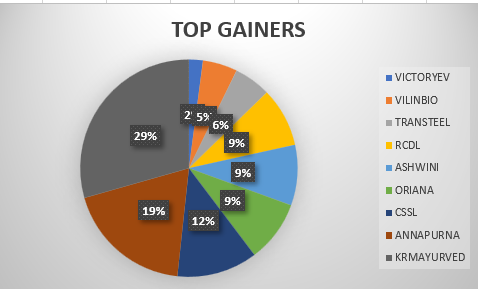 TOP GAINERS
2%
5%
6%
9%
9%
9%
12%
19%
29%
VICTORYEV
VILINBIO
TRANSTEEL
RCDL
ASHWINI
ORIANA
CSSL
ANNAPURNA
KRMAYURVED